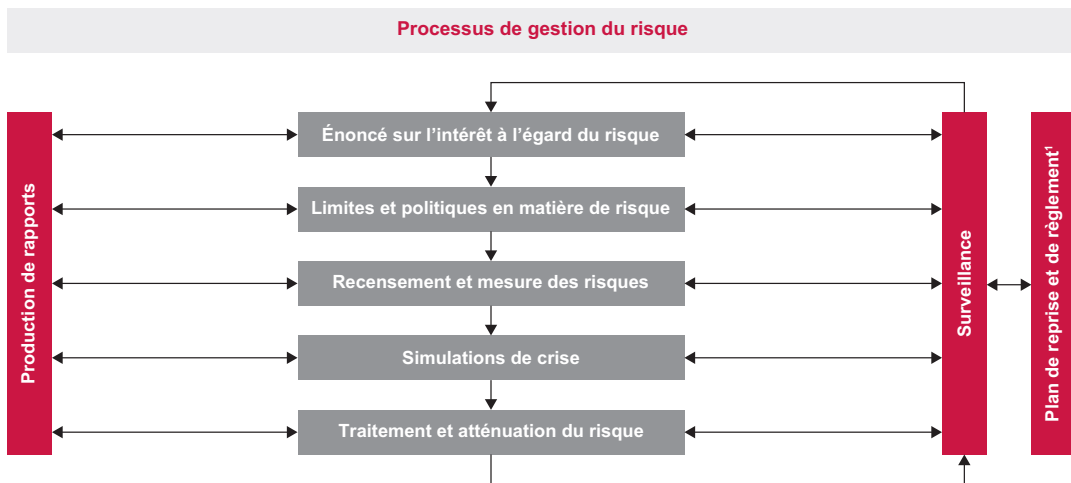 Processus de gestion du risque
Production de rapports
Énoncé sur l'intérêt à l'égard du risque
Limites et politiques en matière de risque
Recensement et mesure des risques
Simulations de crise
Traitement et atténuation du risque
Surveillance
Plan de reprise et de règlement¹